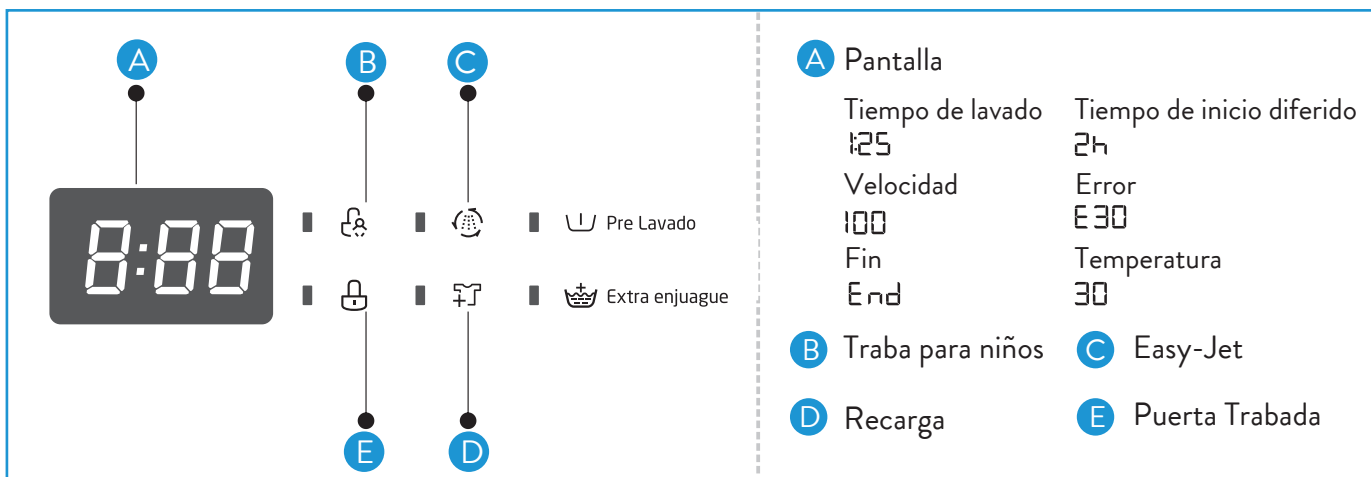 A
B
C
8:88
Pre Lavado
Extra enjuague
E
D
A Pantalla
Tiempo de lavado Tiempo de inicio diferido
1:25 2h
Velocidad Error
100 E30
Fin Temperatura
End 30
B Traba para niños C Easy-Jet
D Recarga E Puerta Trabada